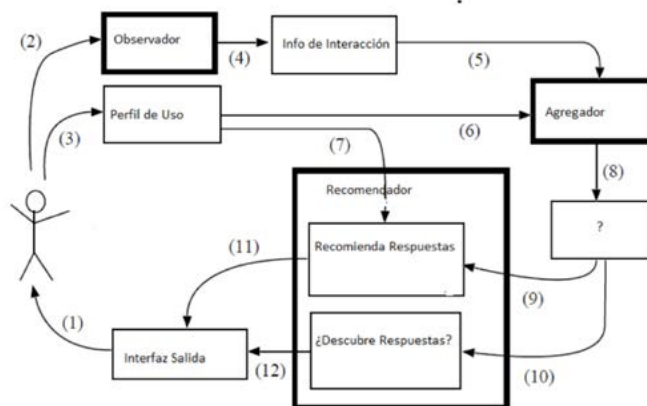 (2)
Observador
(4)
Info de Interacción
(5)
(3)
Perfil de Uso
(6)
(7)
Agregador
(8)
Recomendador
?
(11)
Recomienda Respuestas
(9)
(1)
Interfaz Salida
(12)
¿Descubre Respuestas?
(10)